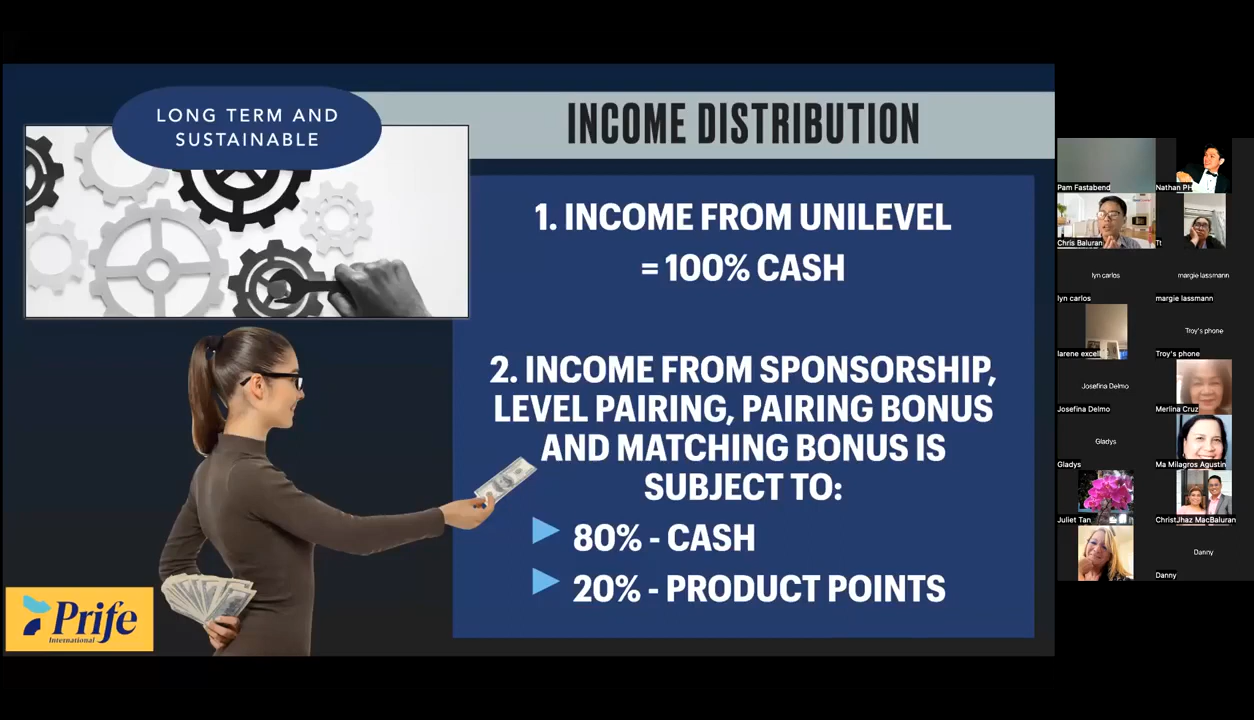 LONG TERM AND
SUSTAINABLE
INCOME DISTRIBUTION
1. INCOME FROM UNILEVEL
= 100% CASH
2. INCOME FROM SPONSORSHIP,
LEVEL PAIRING, PAIRING BONUS
AND MATCHING BONUS IS
SUBJECT TO:
80% - CASH
20% - PRODUCT POINTS
Prife
International
Pam Fastabend
Nathan PH
Chris Baluran
Tt
lyn carlos
margie lassmann
lyn carlos
margie lassmann
Troy's phone
larene excell
Troy's phone
Josefina Delmo
Josefina Delmo
Merlina Cruz
Gladys
Gladys
Ma Milagros Agustin
Juliet Tan
ChristJhaz MacBaluran
Danny
Danny